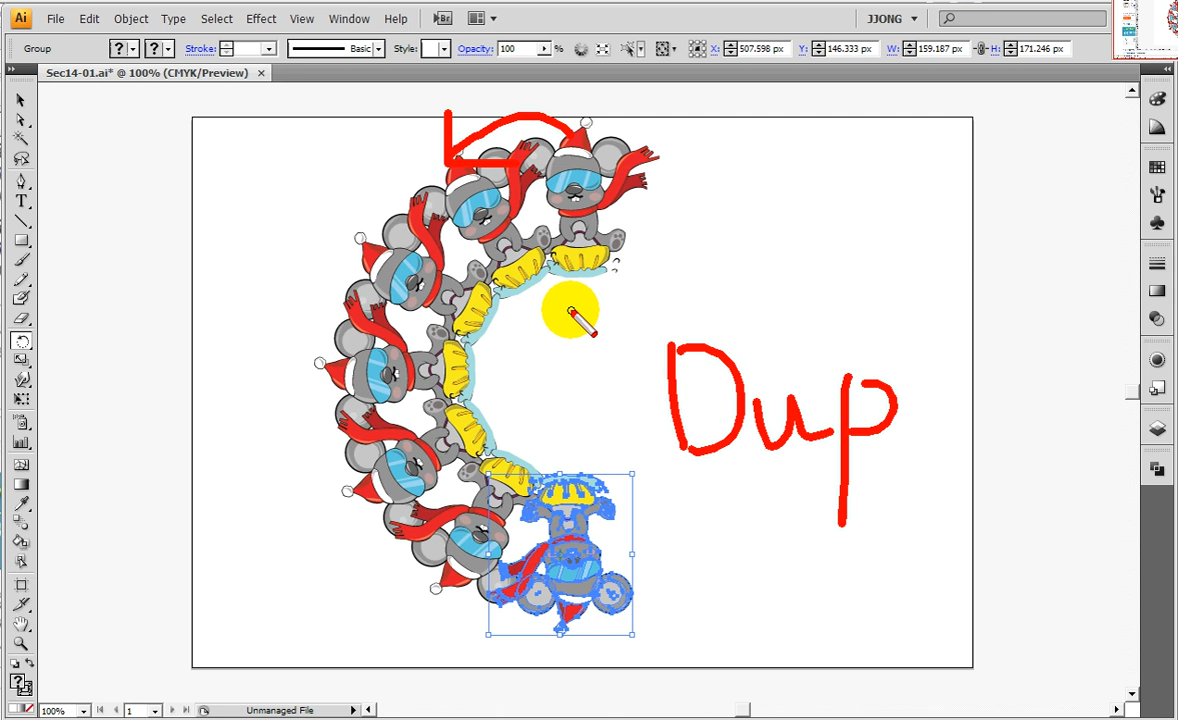 Ai File Edit Object Type Select Effect View Window Help Br JJONG
Group ? ? Stroke: Basic Style: Opacity: 100 % X: 507.598 px Y: 146.333 px W: 159.187 px H: 171.246 px
Sec14-01.ai* @ 100% (CMYK/Preview)
T
Dup
?
100% 1 Unmanaged File